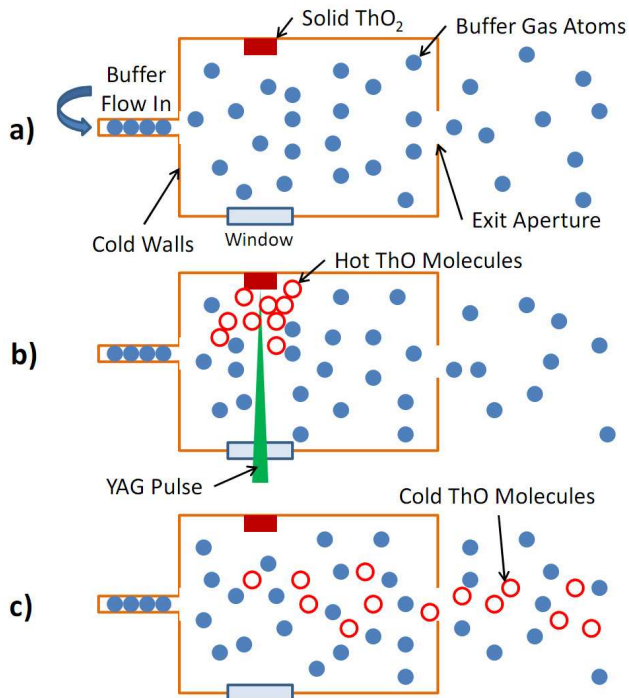 Solid ThO2
Buffer Gas Atoms
Buffer
Flow In
a)
Cold Walls
Window
Exit Aperture
Hot ThO Molecules
b)
YAG Pulse
Cold ThO Molecules
c)